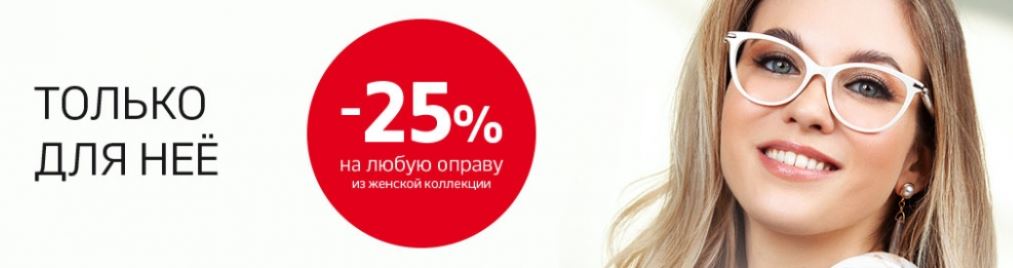 ТОЛЬКО
ДЛЯ НЕЁ
-25%
на любую оправу
из женской коллекции